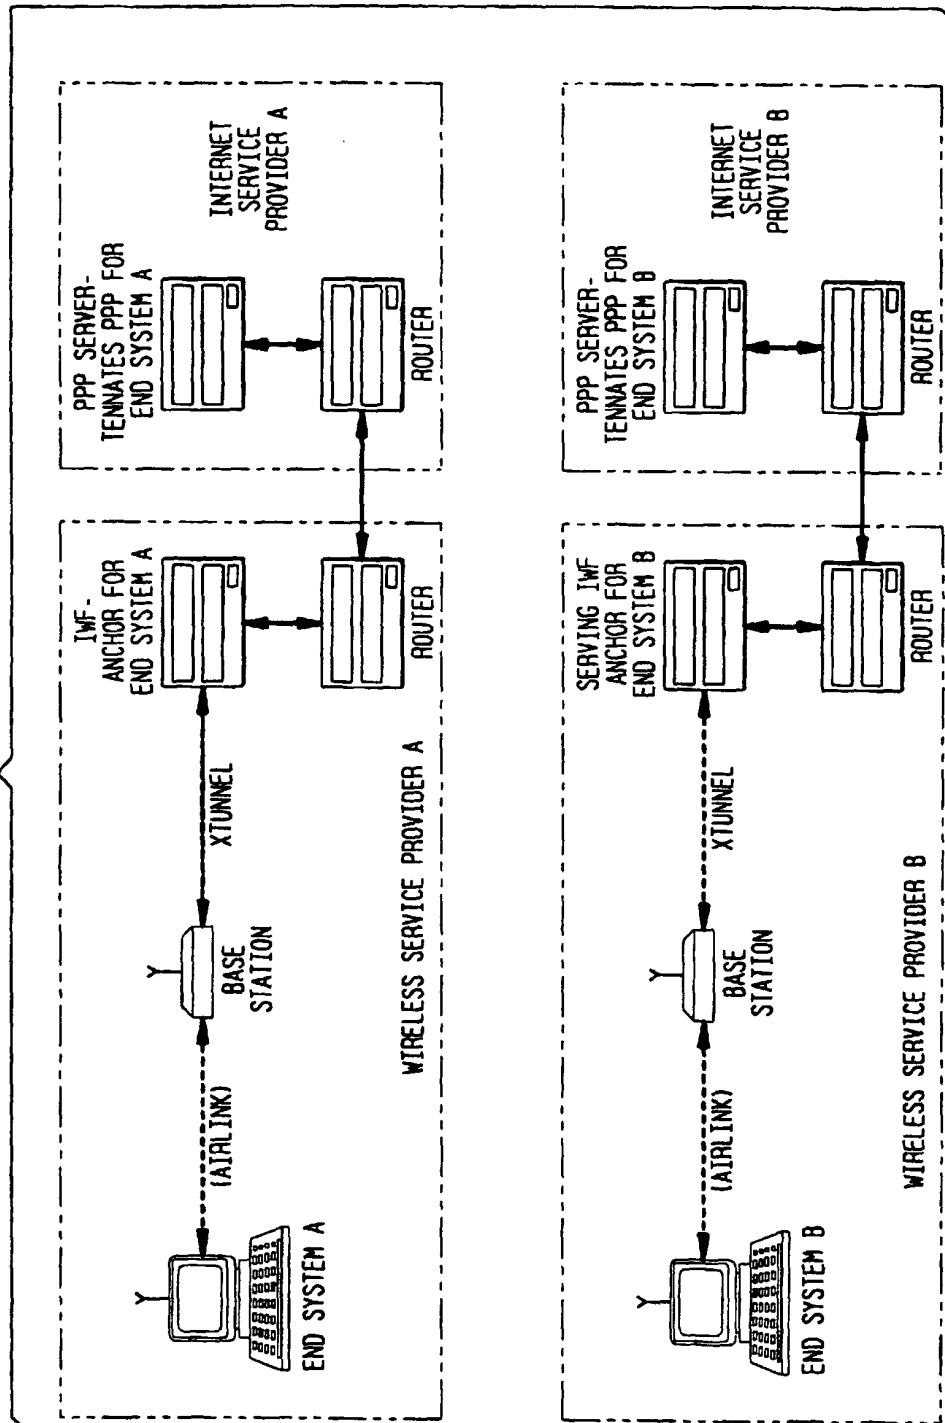 PPP SERVER-
TENNATES PPP FOR
END SYSTEM A
INTERNET
SERVICE
PROVIDER A
ROUTER
IWF-
ANCHOR FOR
END SYSTEM A
ROUTER
XTUNNEL
BASE
STATION
(AIRLINK)
END SYSTEM A
WIRELESS SERVICE PROVIDER A
PPP SERVER-
TENNATES PPP FOR
END SYSTEM B
INTERNET
SERVICE
PROVIDER B
ROUTER
SERVING IWF
ANCHOR FOR
END SYSTEM B
ROUTER
XTUNNEL
BASE
STATION
(AIRLINK)
END SYSTEM B
WIRELESS SERVICE PROVIDER B